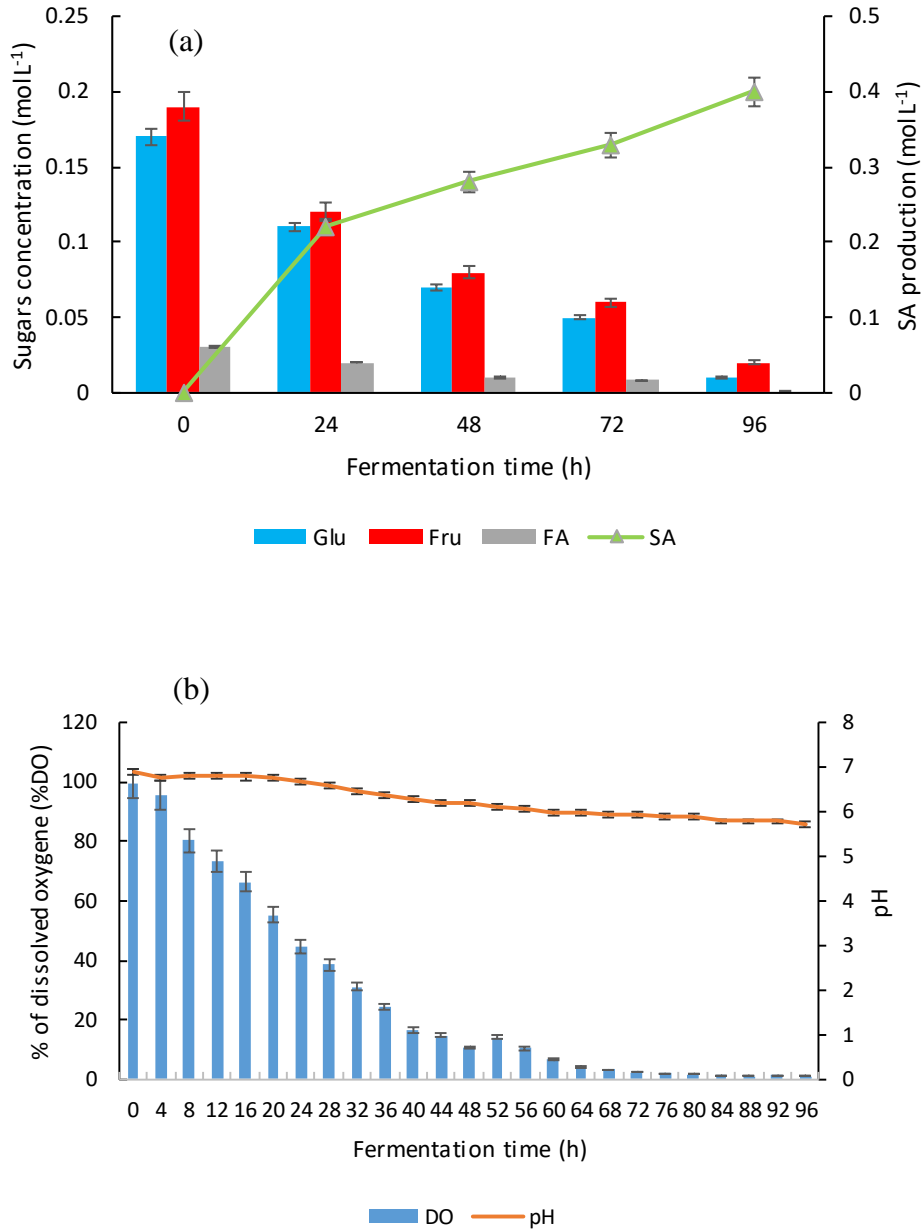 (a)
Sugars concentration (mol L-1)
0.25
0.2
0.15
0.1
0.05
0
0.5
0.4
0.3
0.2
0.1
0
SA production (mol L-1)
0 24 48 72 96
Fermentation time (h)
Glu Fru FA SA
(b)
% of dissolved oxygene (%DO)
120
100
80
60
40
20
0
8
7
6
5
4
3
2
1
0
pH
0 4 8 12 16 20 24 28 32 36 40 44 48 52 56 60 64 68 72 76 80 84 88 92 96
Fermentation time (h)
DO pH